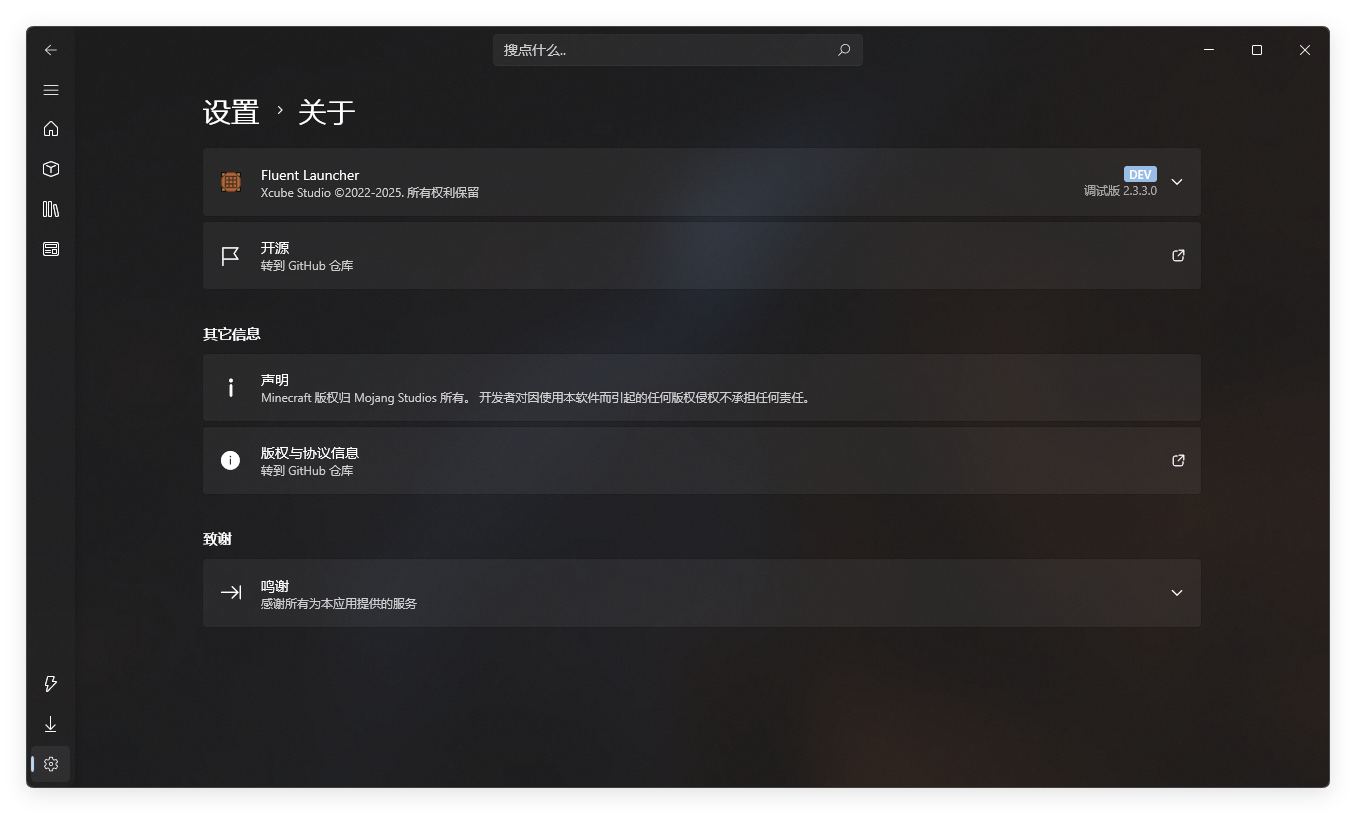 搜点什么..
设置 › 关于
Fluent Launcher
Xcube Studio ©2022-2025. 所有权利保留
DEV
调试版 2.3.3.0
开源
转到 GitHub 仓库
其它信息
声明
Minecraft 版权归 Mojang Studios 所有。 开发者对因使用本软件而引起的任何版权侵权不承担任何责任。
版权与协议信息
转到 GitHub 仓库
致谢
鸣谢
感谢所有为本应用提供的服务